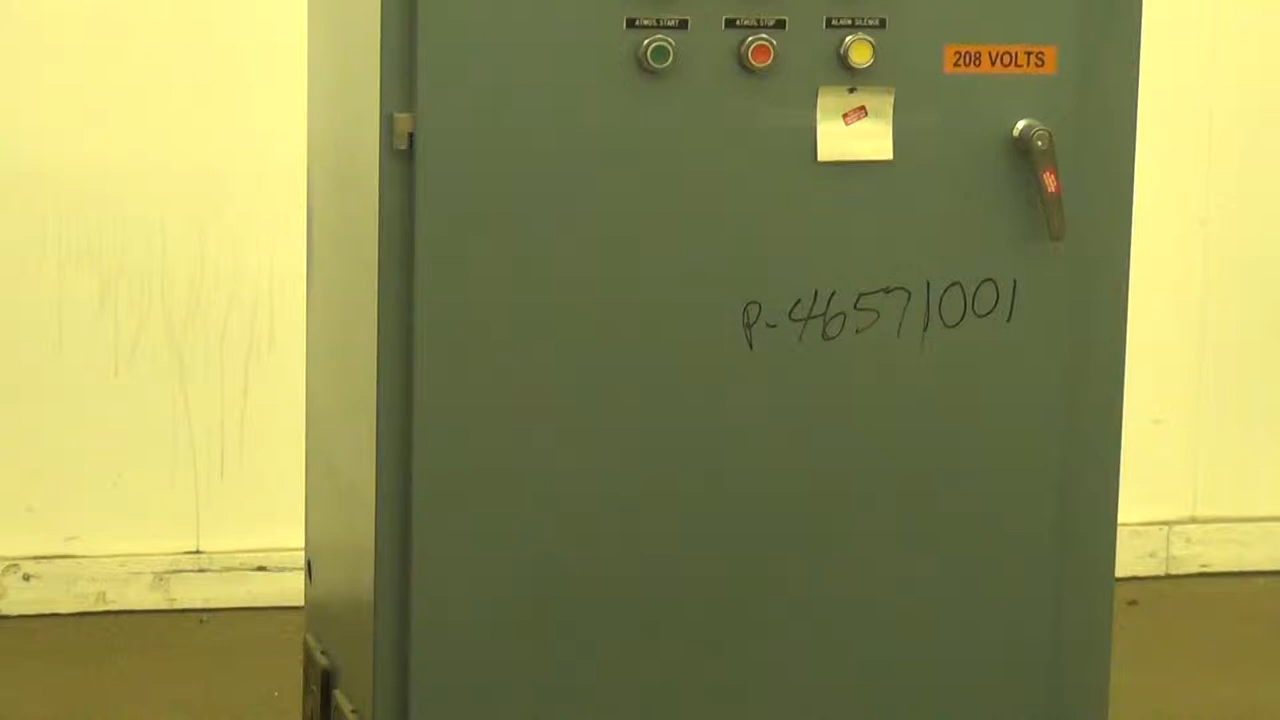 ATMOS. START
ATMOS. STOP
ALARM SILENCE
208 VOLTS
P-46571001